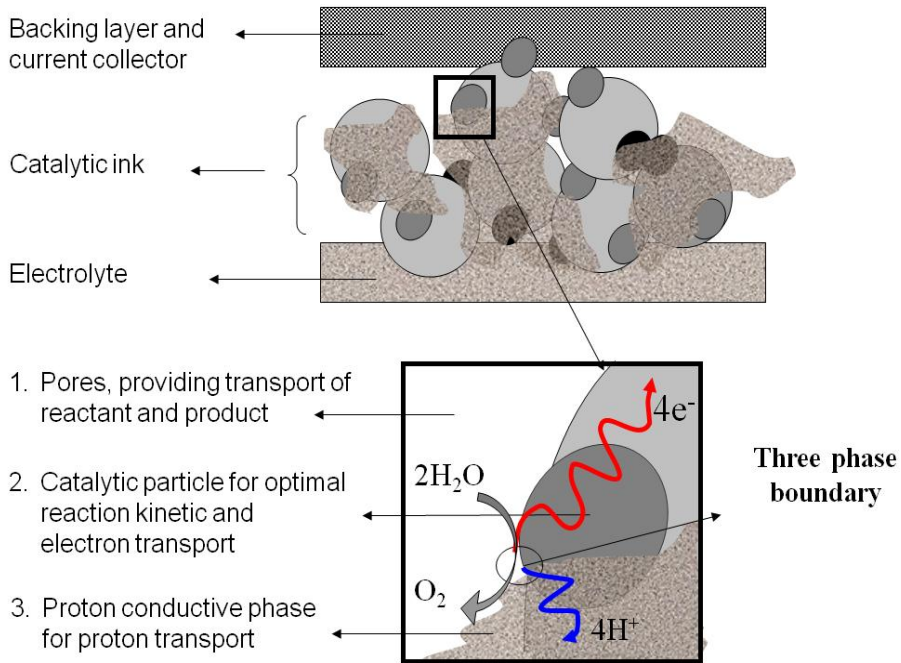 Backing layer and
current collector
Catalytic ink
Electrolyte
1. Pores, providing transport of
reactant and product
2. Catalytic particle for optimal
reaction kinetic and
electron transport
3. Proton conductive phase
for proton transport
4e⁻
2H₂O
O₂
4H⁺
Three phase
boundary